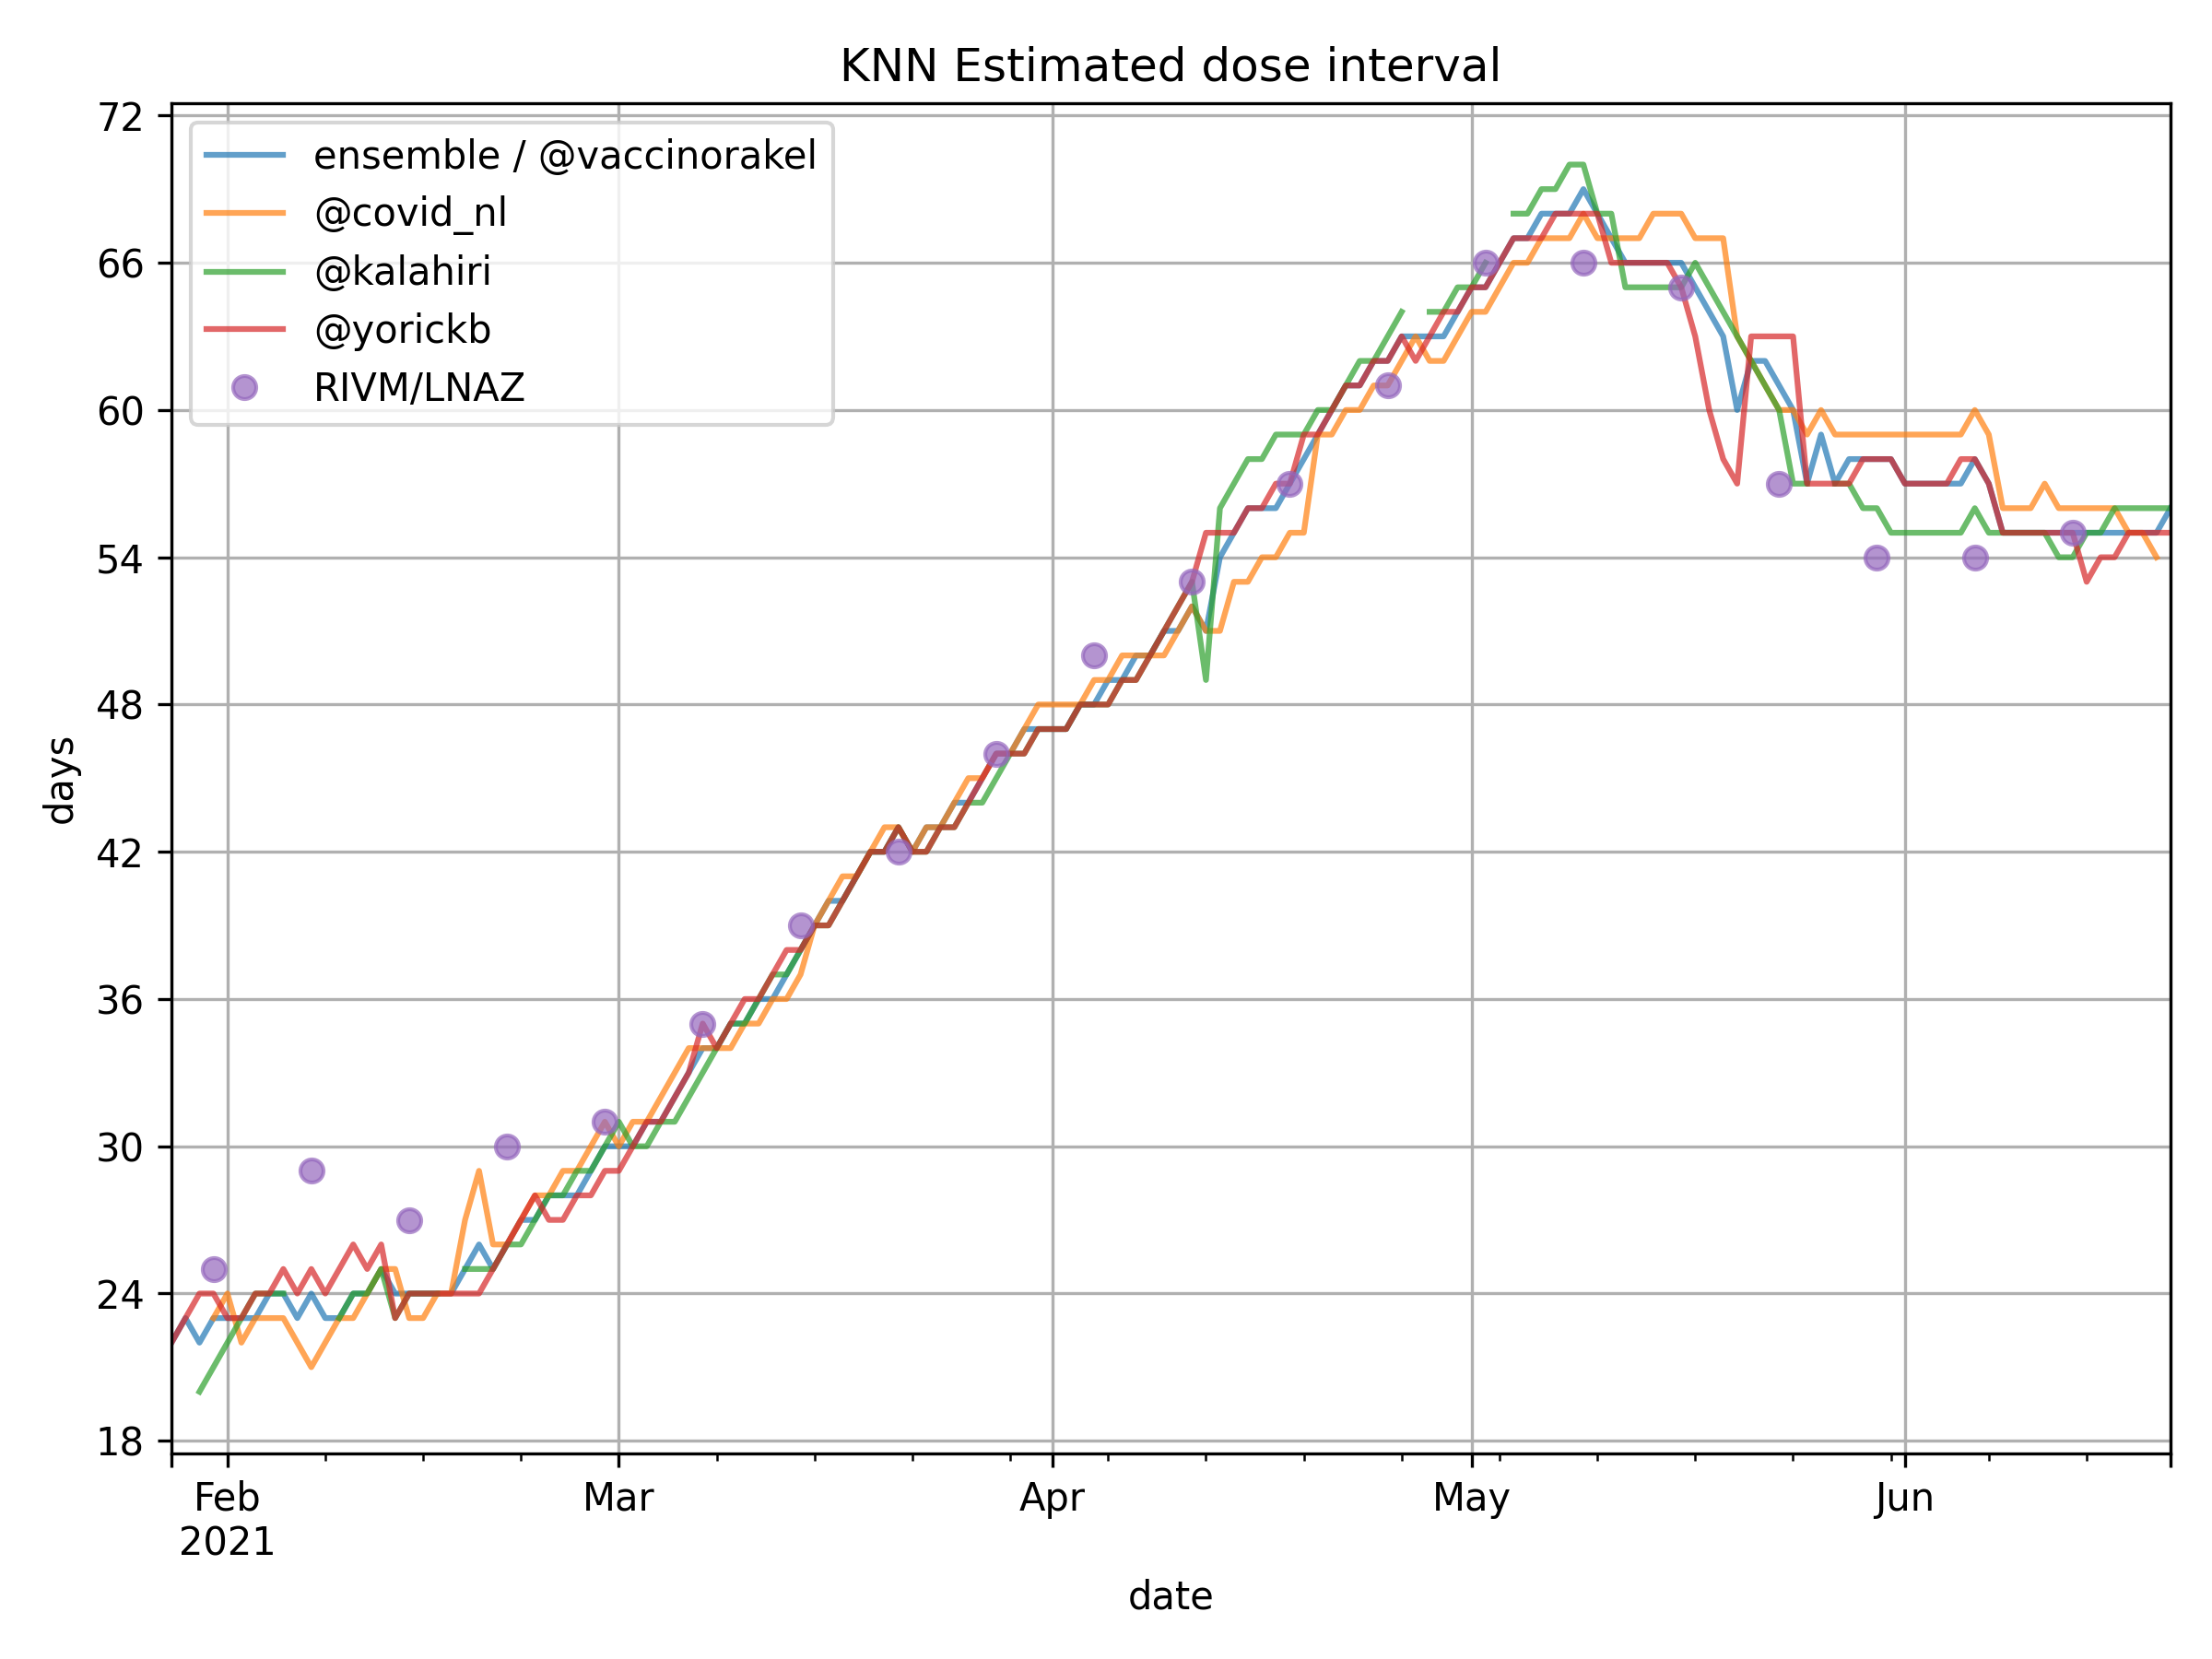 KNN Estimated dose interval
72
66
60
54
48
42
36
30
24
18
days
ensemble / @vaccinorakel
@covid_nl
@kalahiri
@yorickb
RIVM/LNAZ
Feb Mar Apr May Jun
2021
date